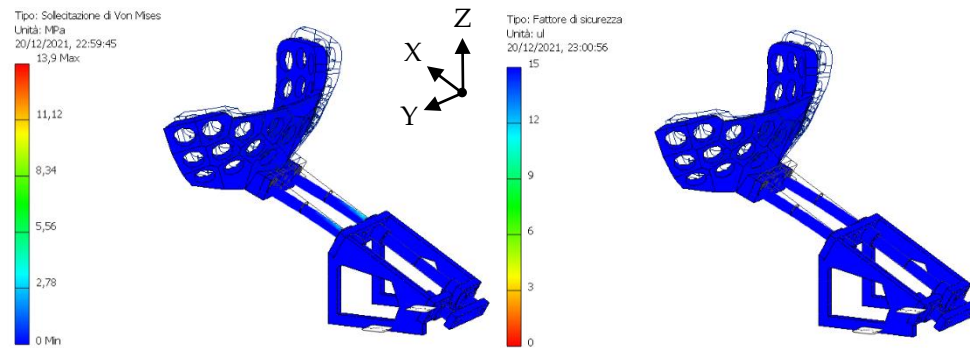 Tipo: Sollecitazione di Von Mises
Unità: MPa
20/12/2021, 22:59:45
13,9 Max
11,12
8,34
5,56
2,78
0 Min
Z
X
Y
Tipo: Fattore di sicurezza
Unità: ul
20/12/2021, 23:00:56
15
12
9
6
3
0